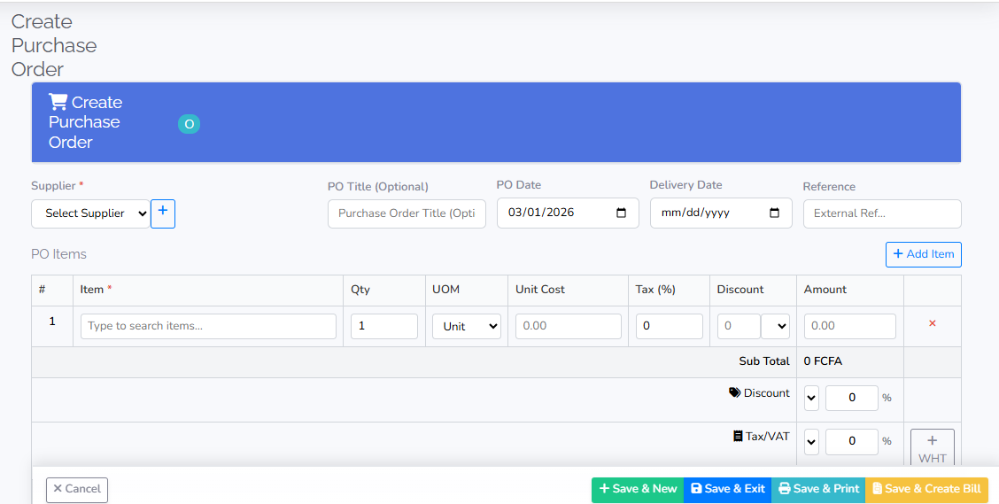 Create
Purchase
Order
Create
Purchase
Order
O
Supplier *
PO Title (Optional)
PO Date
Delivery Date
Reference
Select Supplier
+
Purchase Order Title (Opti
03/01/2026
mm/dd/yyyy
External Ref...
PO Items
+ Add Item
# Item * Qty UOM Unit Cost Tax (%) Discount Amount
1 Type to search items... 1 Unit 0.00 0 0 0.00 ×
Sub Total 0 FCFA
Discount 0 %
Tax/VAT 0 % +
WHT
× Cancel
+ Save & New
Save & Exit
Save & Print
Save & Create Bill